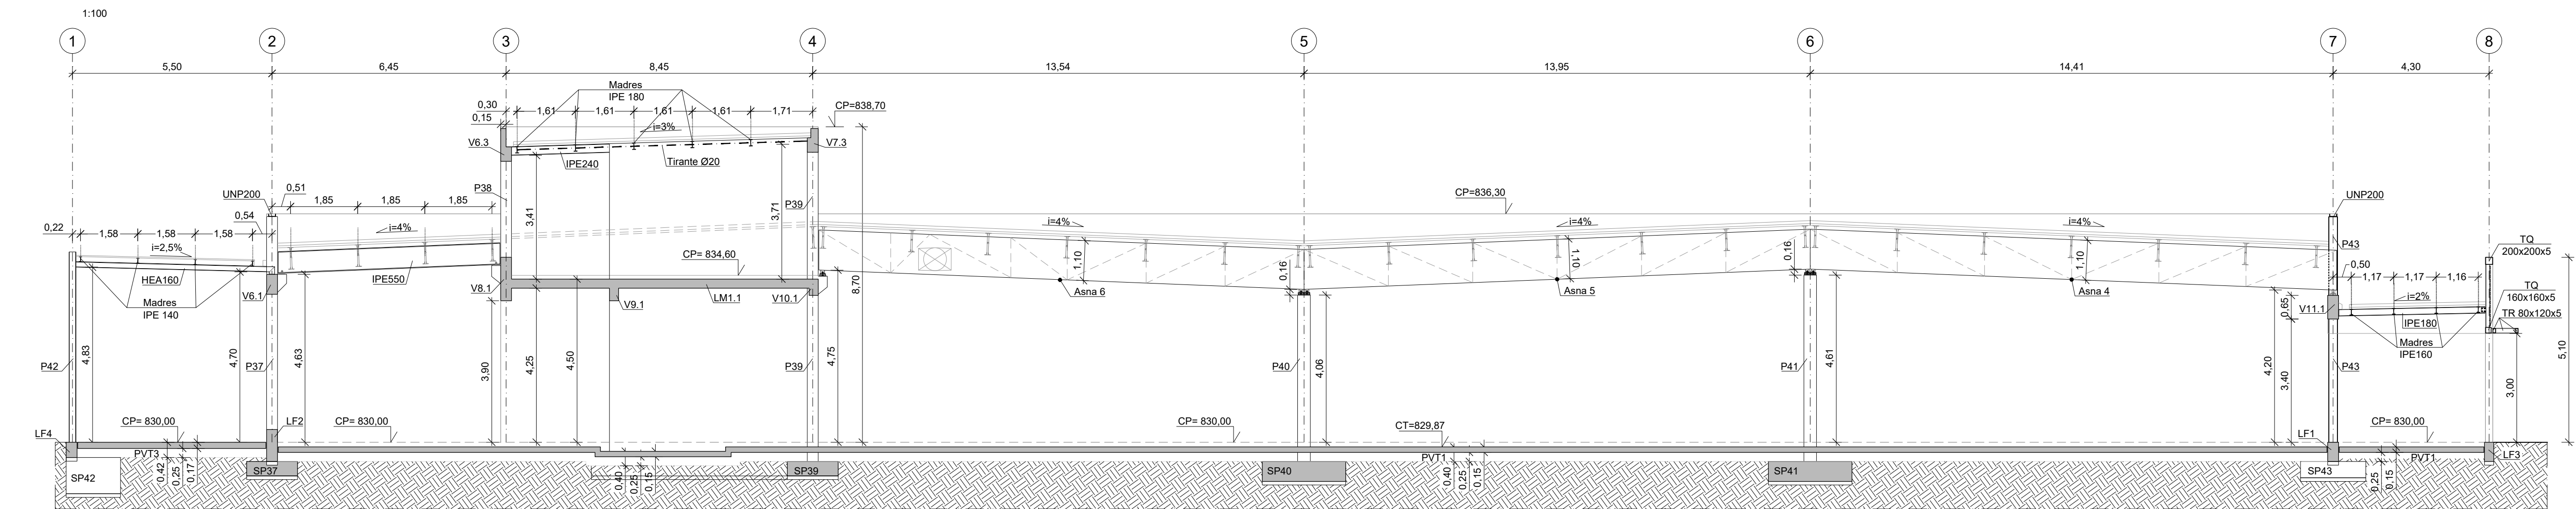 1:100
1
2
3
4
5
6
7
8
5,50
6,45
8,45
13,54
13,95
14,41
4,30
Madres
IPE 180
0,30
1,61
1,61
1,61
1,61
1,71
CP=838,70
0,15
i=3%
V6.3
V7.3
IPE240
Tirante Ø20
P38
P39
3,41
3,71
8,70
UNP200
0,51
1,85
1,85
1,85
0,54
i=4%
CP=836,30
UNP200
0,22
1,58
1,58
1,58
i=2,5%
i=4%
i=4%
i=4%
P43
TQ
200x200x5
HEA160
IPE550
CP= 834,60
0,16
1,10
1,10
0,16
1,10
0,50
1,17
1,17
1,16
Madres
IPE 140
V6.1
V8.1
V9.1
LM1.1
V10.1
Asna 6
Asna 5
Asna 4
V11.1
0,65
i=2%
IPE180
TQ
160x160x5
TR 80x120x5
Madres
IPE160
P42
4,83
4,70
P37
4,63
3,90
4,25
4,50
P39
4,75
P40
4,06
P41
4,61
4,20
3,40
P43
3,00
5,10
LF4
CP= 830,00
LF2
CP= 830,00
CP= 830,00
CT=829,87
LF1
CP= 830,00
PVT3
PVT1
PVT1
LF3
SP42
0,42
0,25
0,17
SP37
0,40
0,25
0,15
SP39
SP40
0,40
0,25
0,15
SP41
SP43
0,25
0,15